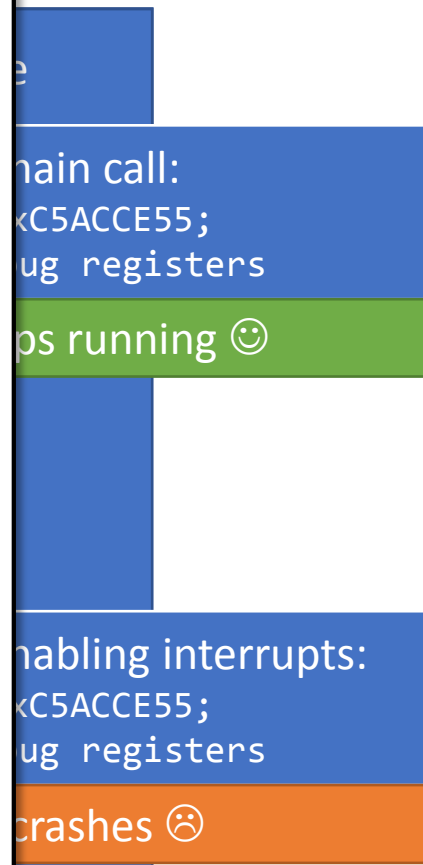 e
nain call:
xC5ACCE55;
ug registers
ps running ☺
nabling interrupts:
xC5ACCE55;
ug registers
crashes ☹